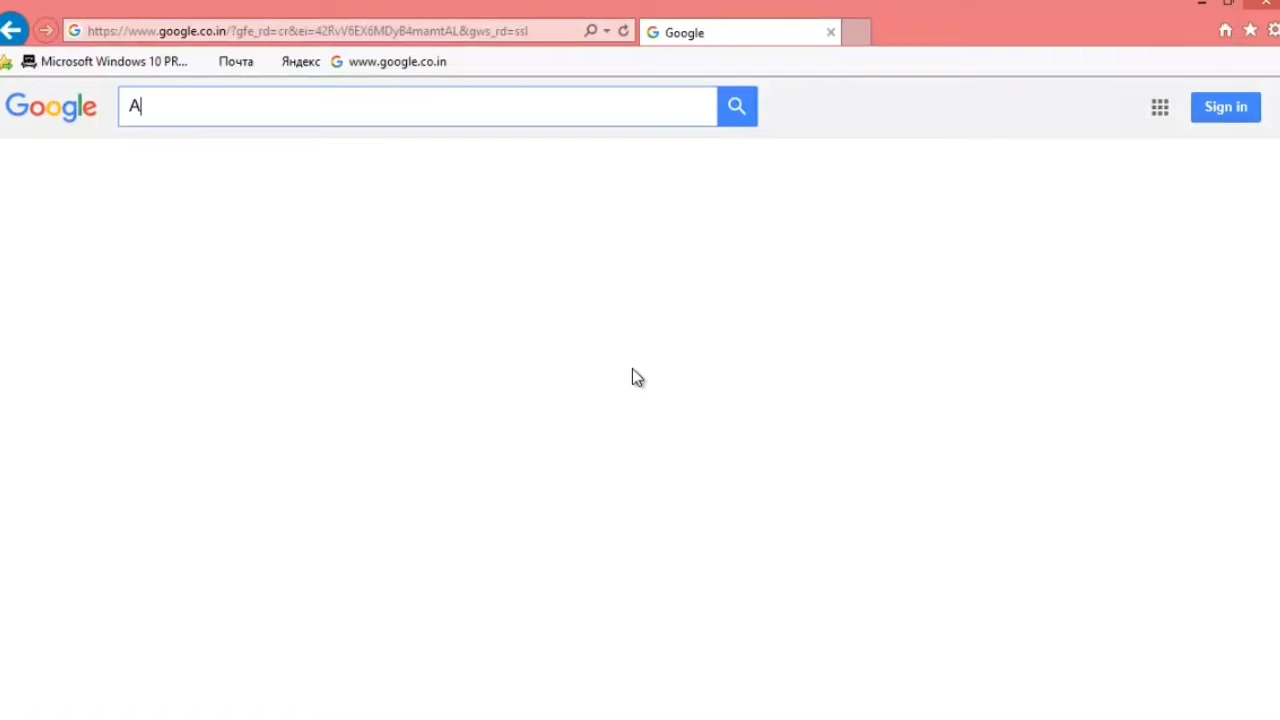 https://www.google.co.in/?gfe_rd=cr&ei=42RvV6EX6MDyB4mamtAL&gws_rd=ssl
Google
Microsoft Windows 10 PR...
Почта
Яндекс
www.google.co.in
Google
A
Sign in